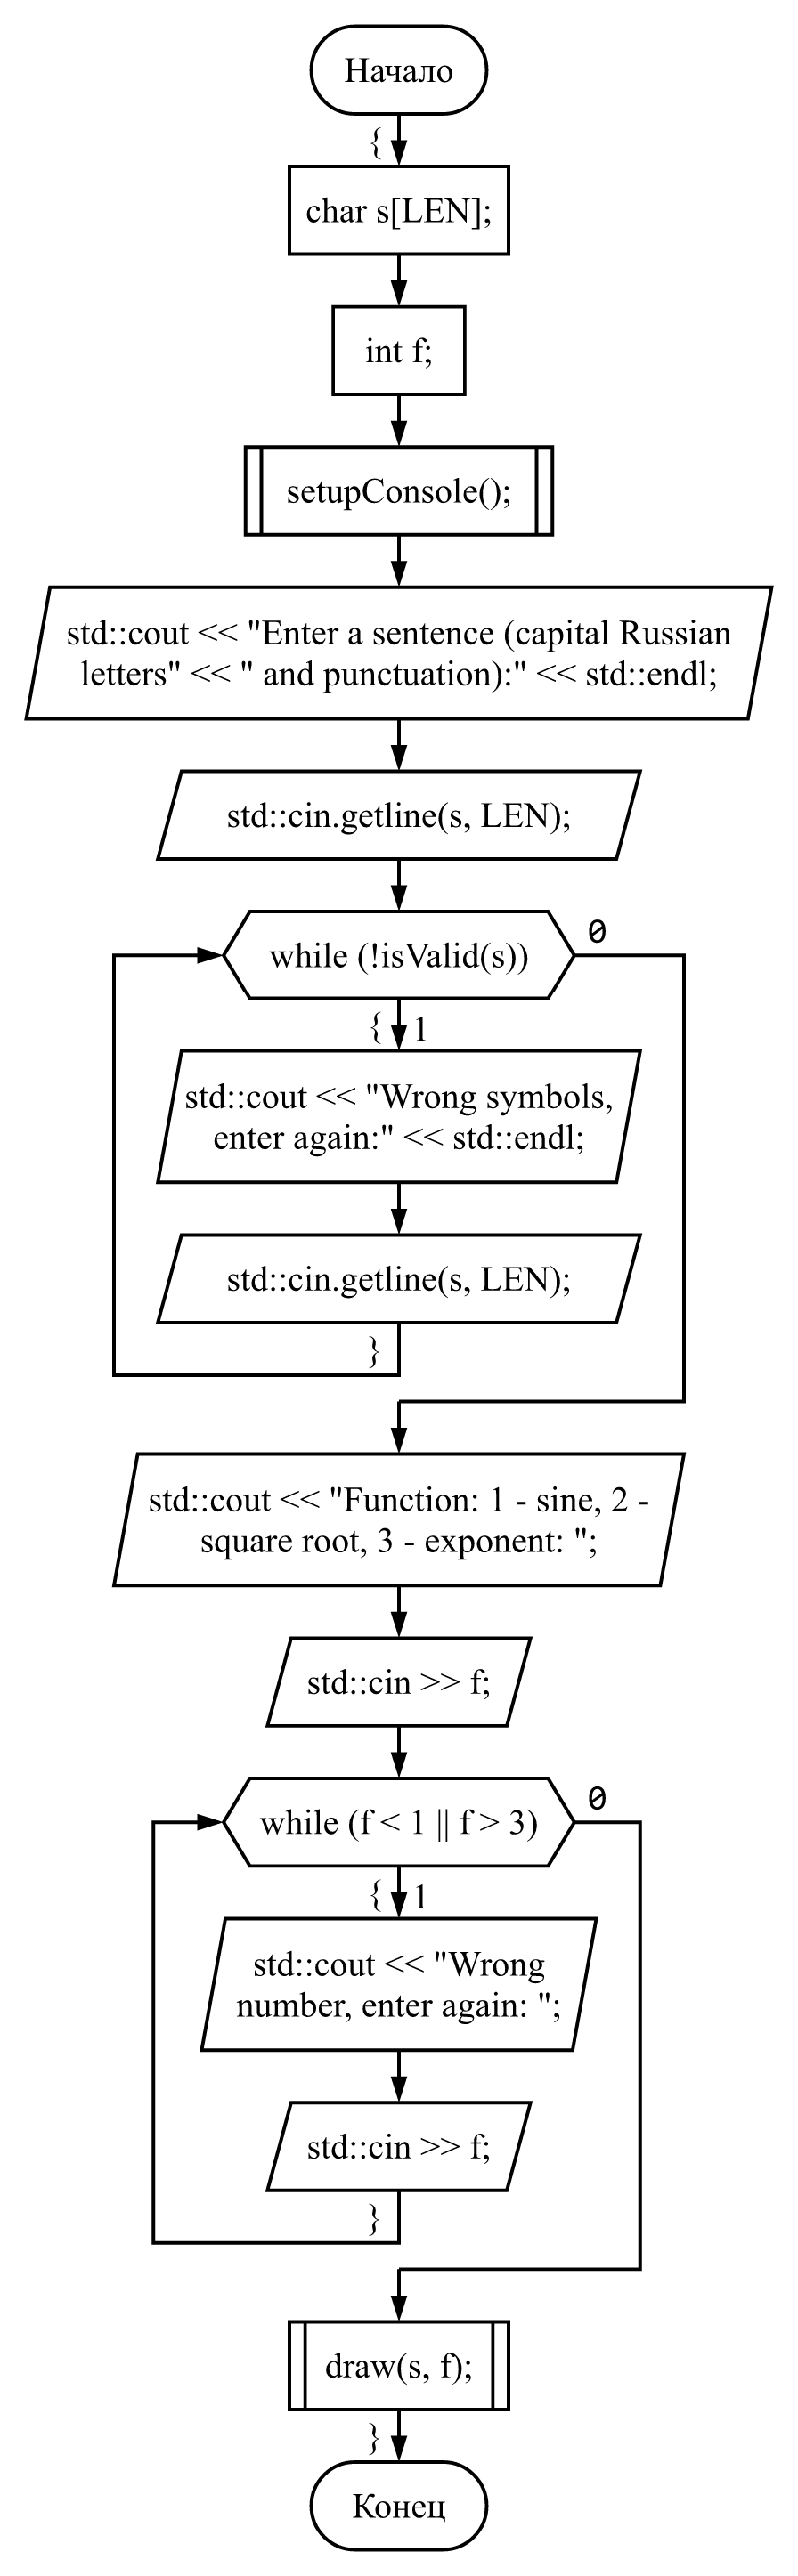 Начало
{
char s[LEN];
int f;
setupConsole();
std::cout << "Enter a sentence (capital Russian
letters" << " and punctuation):" << std::endl;
std::cin.getline(s, LEN);
while (!isValid(s))
0
{ 1
std::cout << "Wrong symbols,
enter again:" << std::endl;
std::cin.getline(s, LEN);
}
std::cout << "Function: 1 - sine, 2 -
square root, 3 - exponent: ";
std::cin >> f;
while (f < 1 || f > 3)
0
{ 1
std::cout << "Wrong
number, enter again: ";
std::cin >> f;
}
draw(s, f);
}
Конец